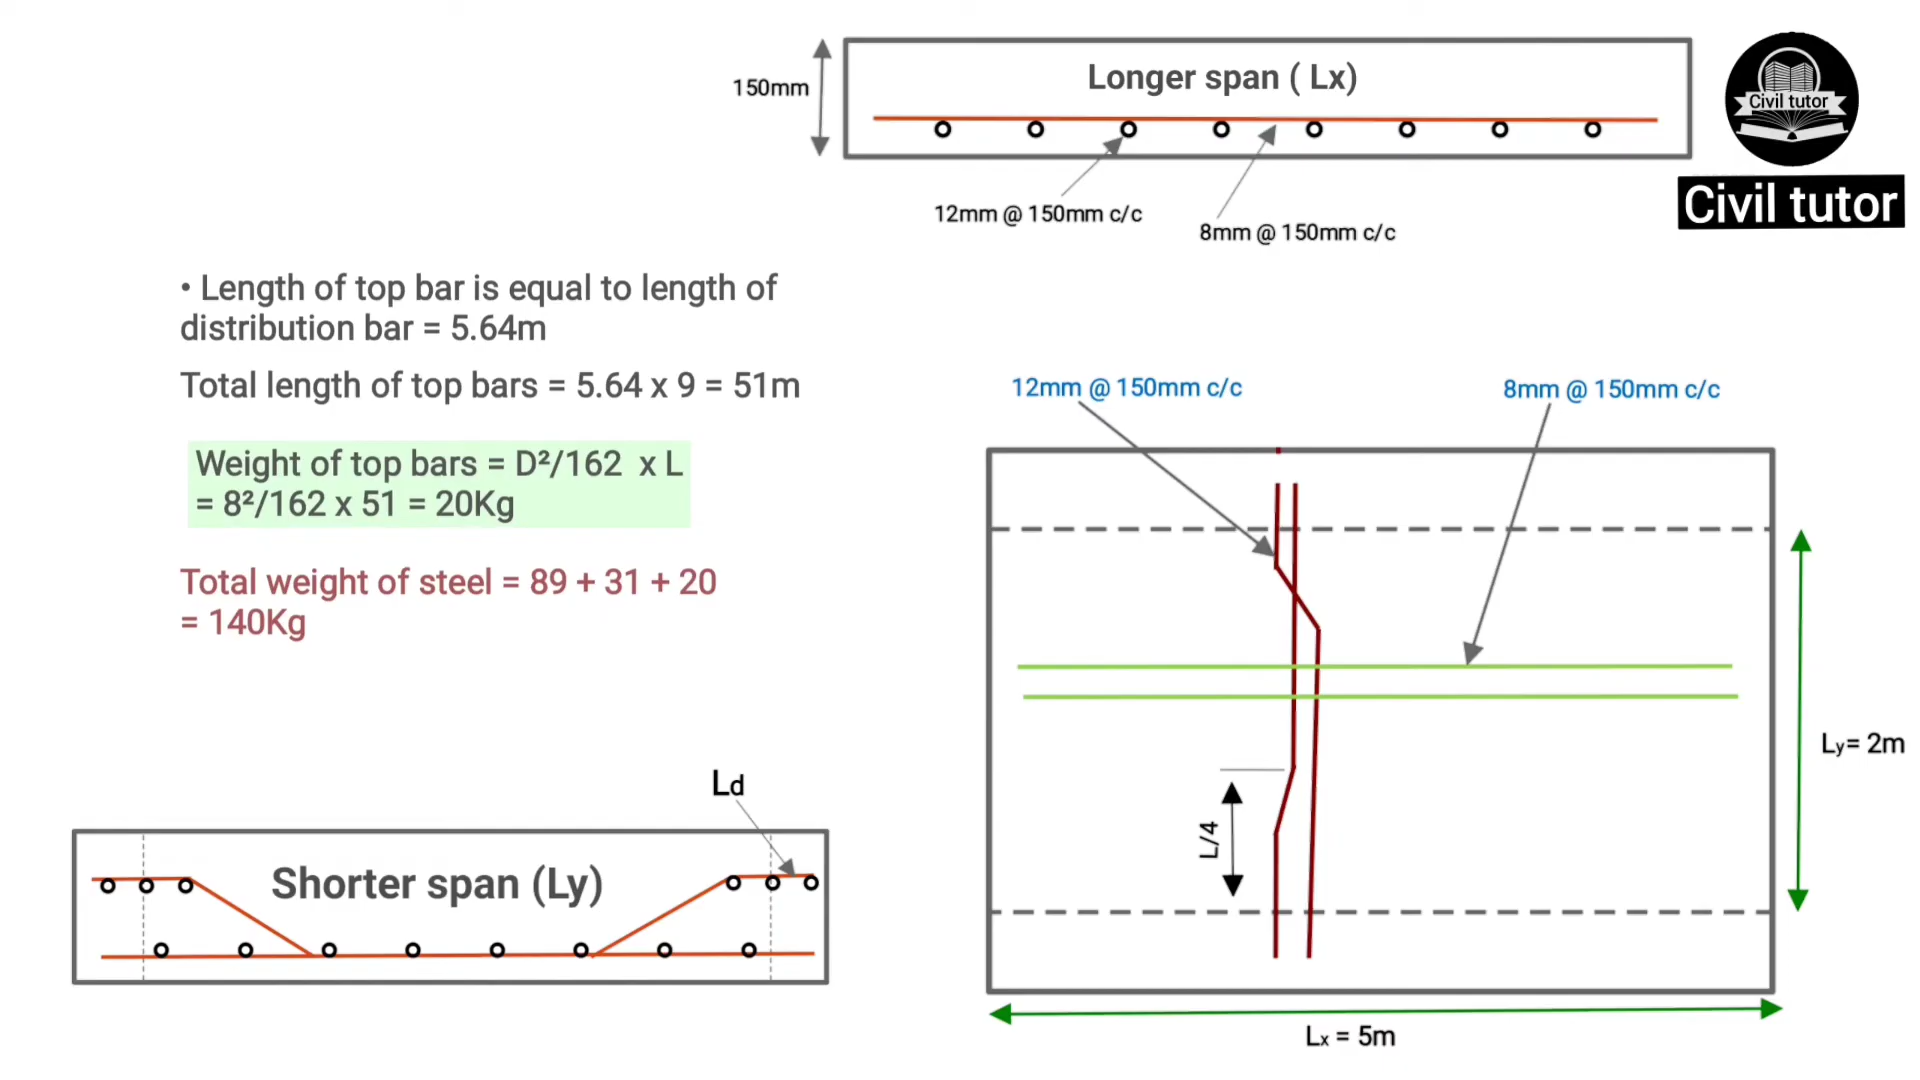 Longer span ( Lx)
150mm
12mm @ 150mm c/c
8mm @ 150mm c/c
Civil tutor
Civil tutor
• Length of top bar is equal to length of
distribution bar = 5.64m
Total length of top bars = 5.64 x 9 = 51m
Weight of top bars = D²/162 x L
= 8²/162 x 51 = 20Kg
Total weight of steel = 89 + 31 + 20
= 140Kg
12mm @ 150mm c/c
8mm @ 150mm c/c
L/4
Ly= 2m
Lx = 5m
Ld
Shorter span (Ly)